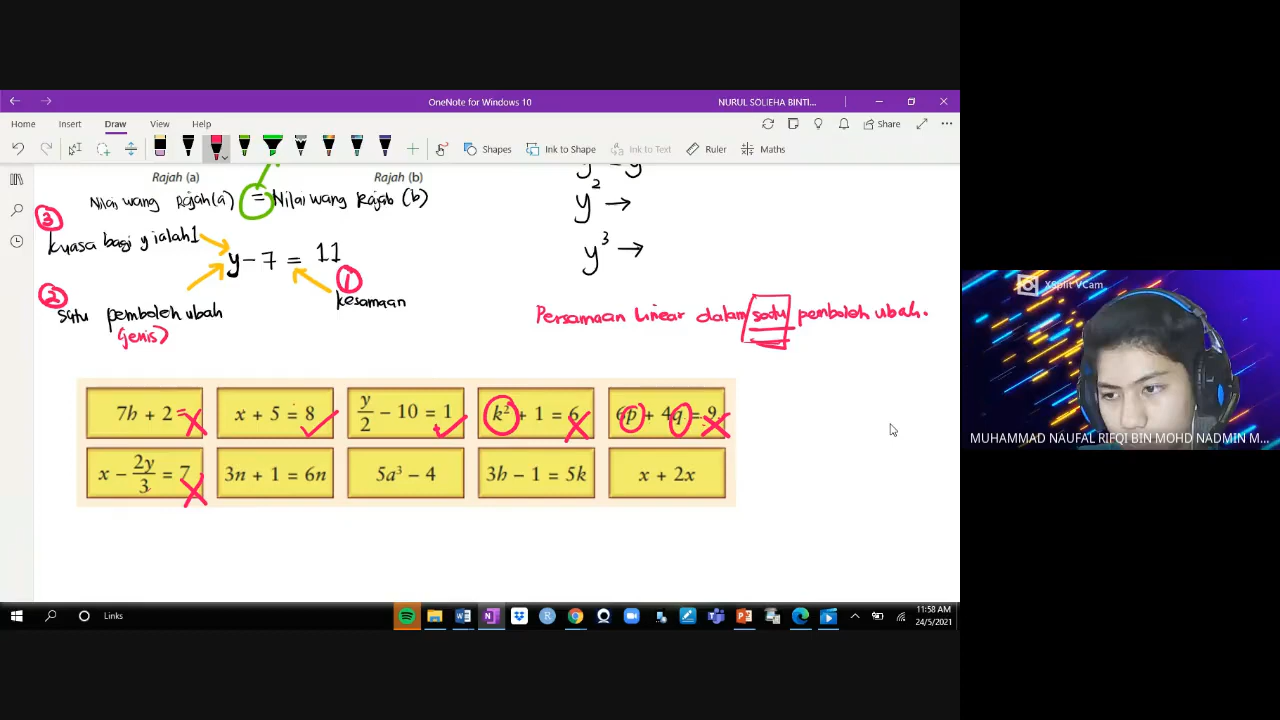 OneNote for Windows 10
NURUL SOLIEHA BINTI...
Home Insert Draw View Help
Share
Shapes Ink to Shape Ink to Text Ruler Maths
Rajah (a) Rajah (b)
Nilai wang Rajah(a) = Nilai wang Rajah (b)
y² →
③
kuasa bagi y ialah 1
y - 7 = 11
y³ →
①
kesamaan
②
satu pemboleh ubah
(jenis)
Persamaan linear dalam satu pemboleh ubah.
7h + 2 =
x + 5 = 8
y/2 − 10 = 1
k² + 1 = 6
6p + 4q = 9
x − 2y/3 = 7
3n + 1 = 6n
5a³ − 4
3h − 1 = 5k
x + 2x
XSplit VCam
MUHAMMAD NAUFAL RIFQI BIN MOHD NADMIN M...
Links
11:58 AM
24/5/2021